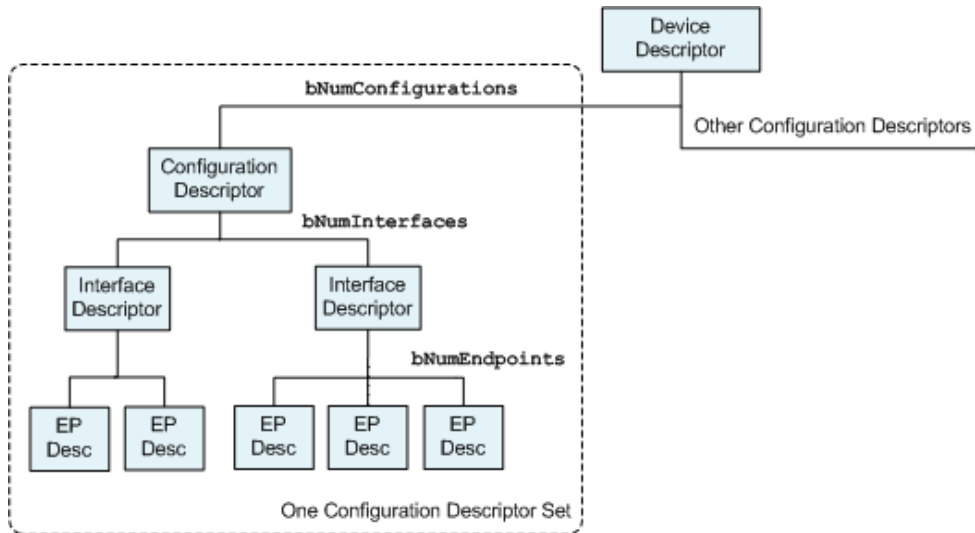 Device
Descriptor
bNumConfigurations
Other Configuration Descriptors
Configuration
Descriptor
bNumInterfaces
Interface
Descriptor
Interface
Descriptor
bNumEndpoints
EP
Desc
EP
Desc
EP
Desc
EP
Desc
EP
Desc
One Configuration Descriptor Set